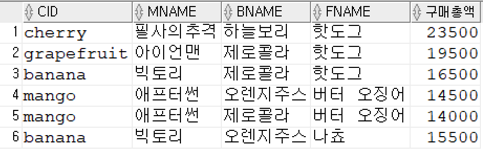 CID MNAME BNAME FNAME 구매총액
1 cherry 필사의추격 하늘보리 핫도그 23500
2 grapefruit 아이언맨 제로콜라 핫도그 19500
3 banana 빅토리 제로콜라 핫도그 16500
4 mango 애프터썬 오렌지주스 버터 오징어 14500
5 mango 애프터썬 제로콜라 버터 오징어 14000
6 banana 빅토리 오렌지주스 나쵸 15500